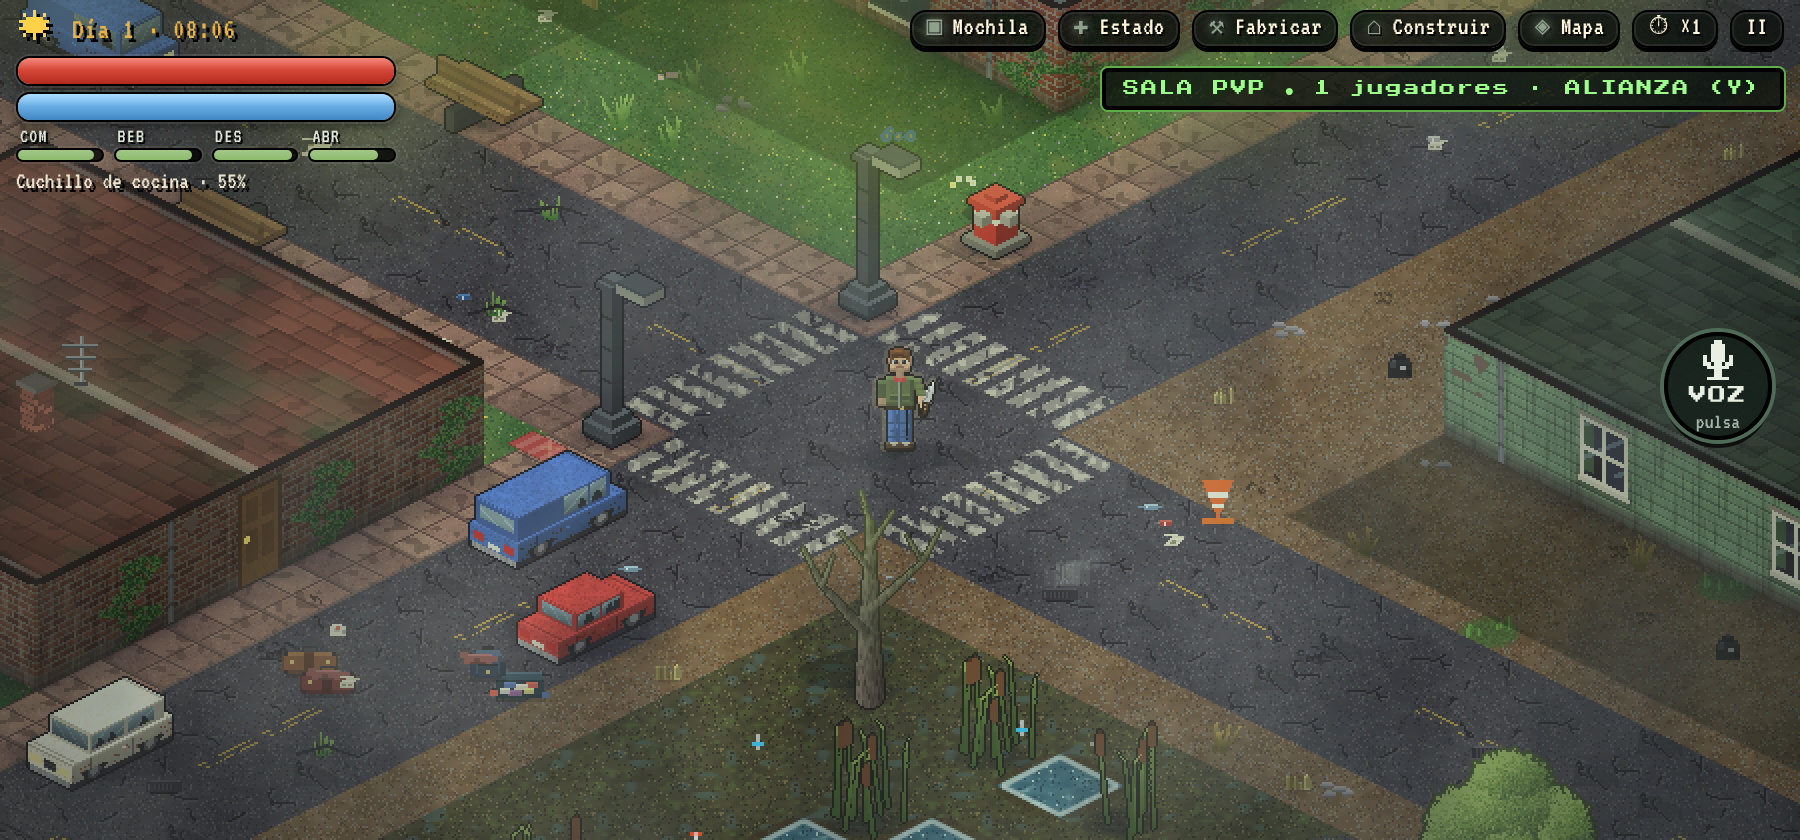 Día 1 · 08:06
Mochila
Estado
Fabricar
Construir
Mapa
X1
II
SALA PVP . 1 jugadores · ALIANZA (Y)
COM BEB DES ABR
Cuchillo de cocina · 55%
VOZ
pulsa